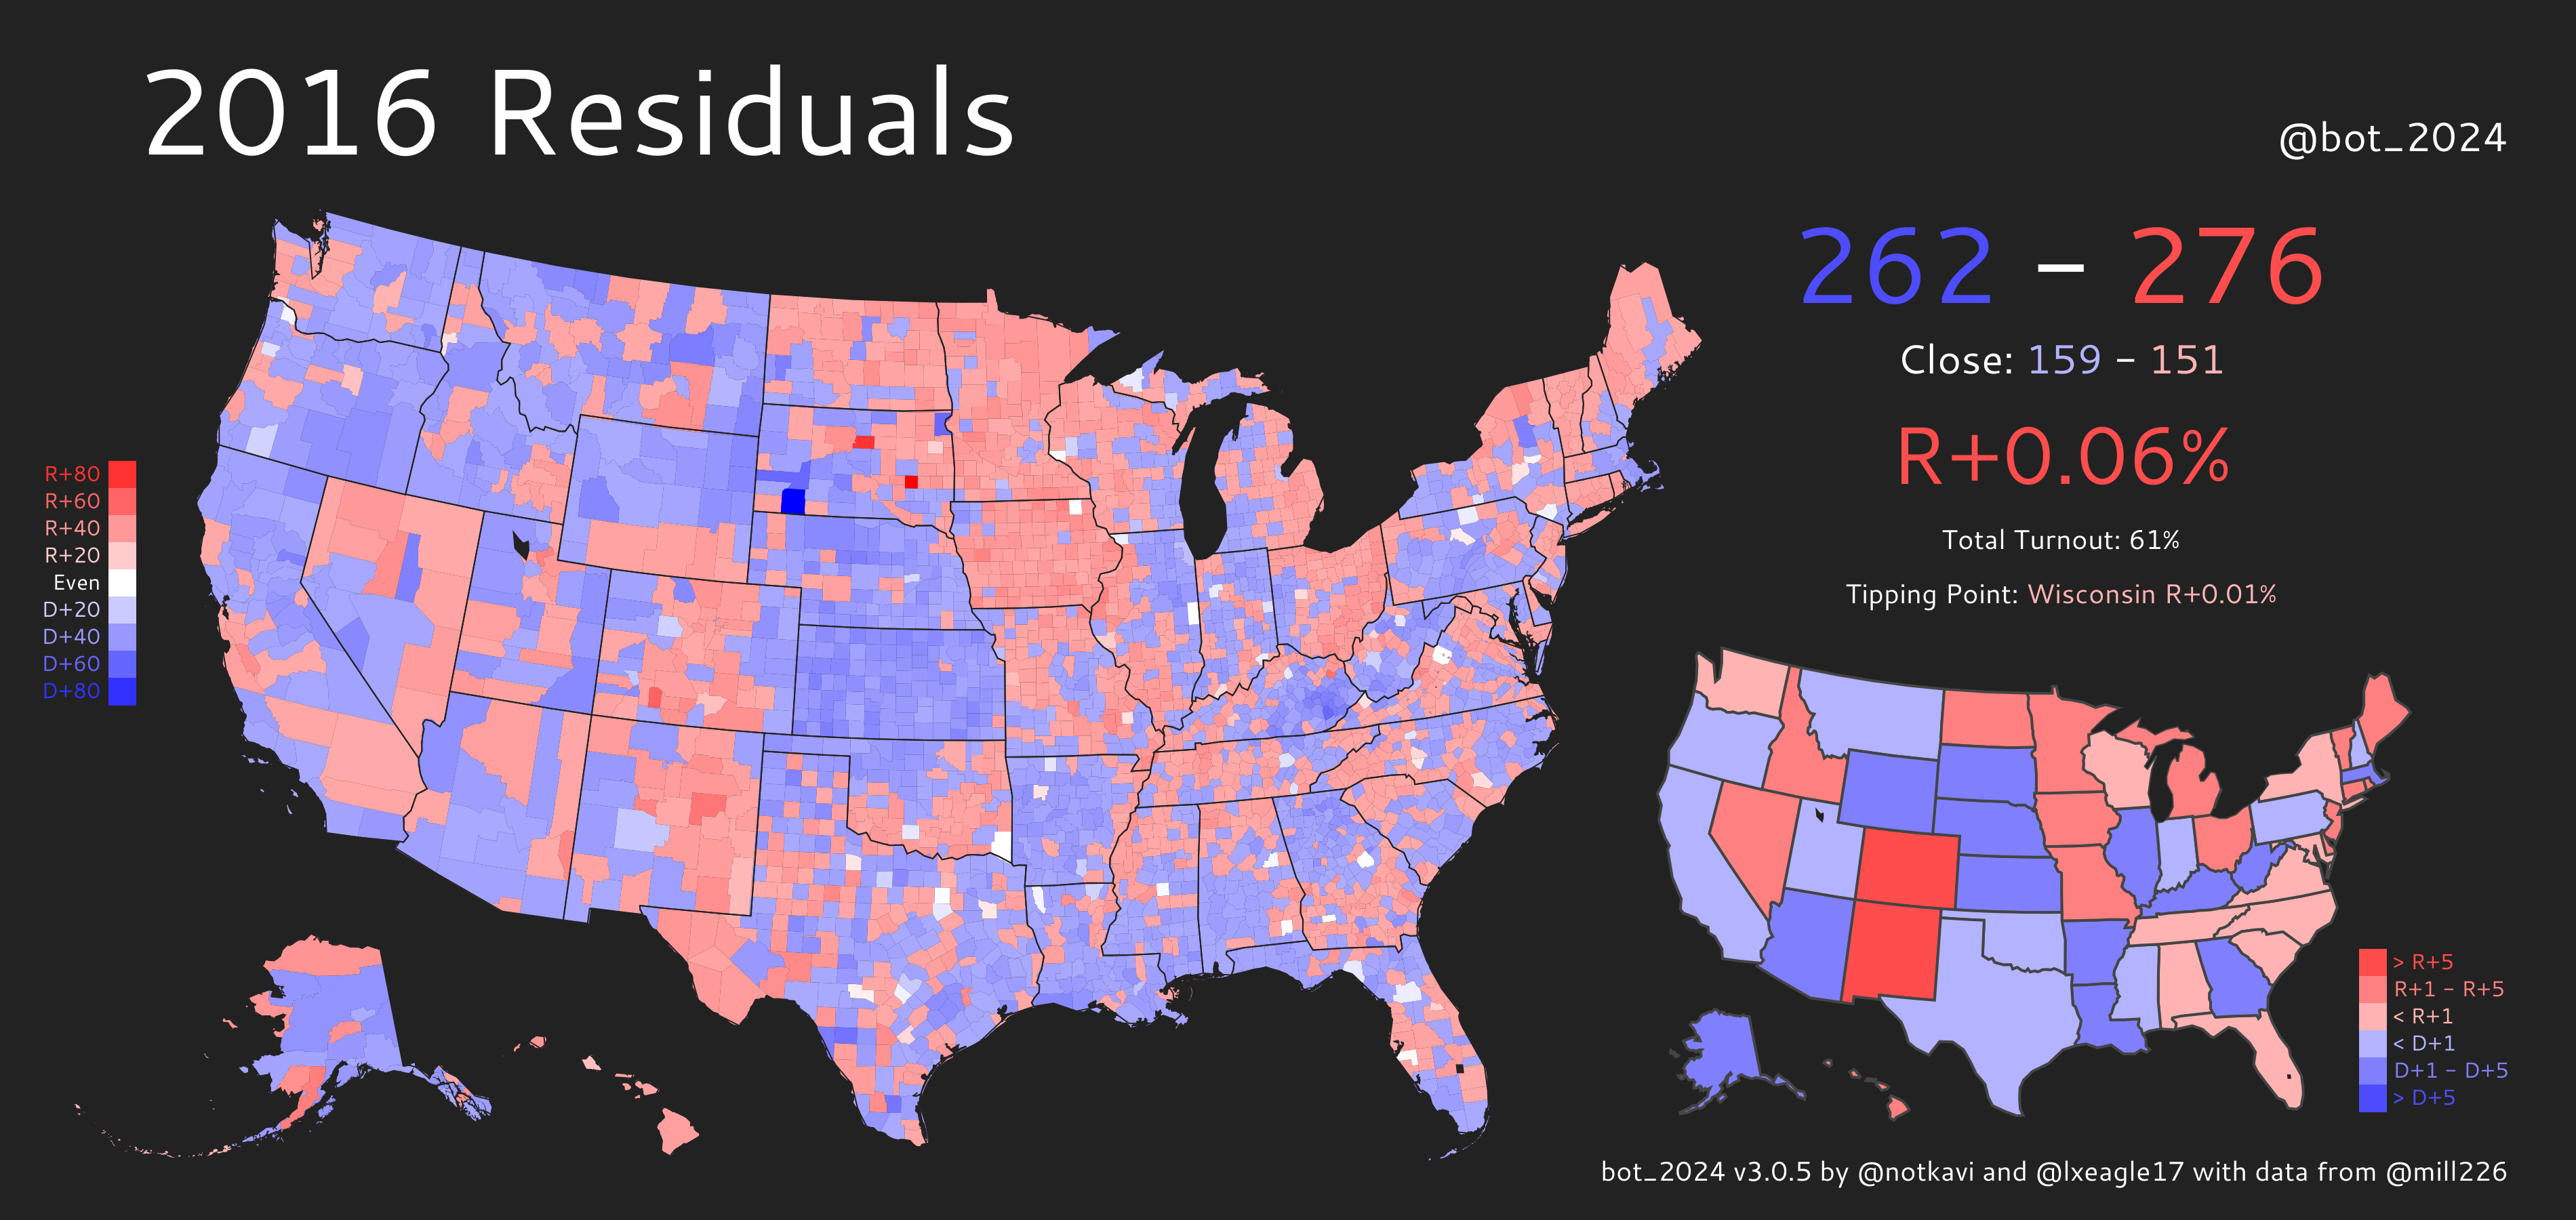 2016 Residuals
@bot_2024
262 - 276
Close: 159 - 151
R+0.06%
Total Turnout: 61%
Tipping Point: Wisconsin R+0.01%
R+80
R+60
R+40
R+20
Even
D+20
D+40
D+60
D+80
> R+5
R+1 - R+5
< R+1
< D+1
D+1 - D+5
> D+5
bot_2024 v3.0.5 by @notkavi and @lxeagle17 with data from @mill226